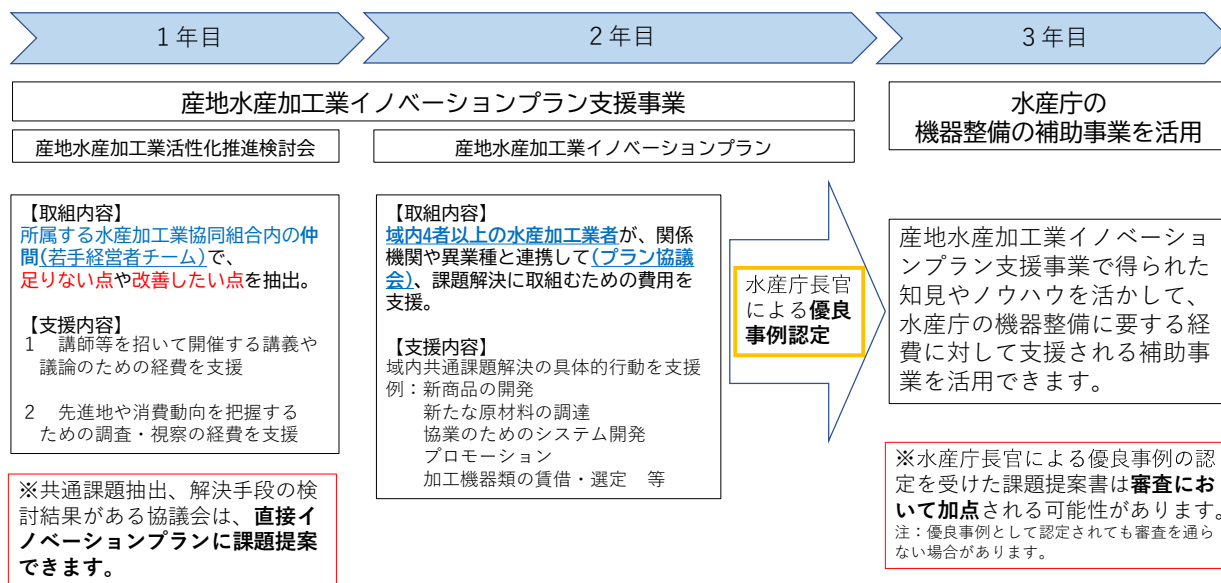 １年目
２年目
３年目
産地水産加工業イノベーションプラン支援事業
産地水産加工業活性化推進検討会
産地水産加工業イノベーションプラン
水産庁の
機器整備の補助事業を活用
【取組内容】
所属する水産加工業協同組合内の仲
間(若手経営者チーム)で、
足りない点や改善したい点を抽出。
【支援内容】
１　講師等を招いて開催する講義や
議論のための経費を支援
２　先進地や消費動向を把握する
ための調査・視察の経費を支援
※共通課題抽出、解決手段の検
討結果がある協議会は、直接イ
ノベーションプランに課題提案
できます。
【取組内容】
域内4者以上の水産加工業者が、関係
機関や異業種と連携して(プラン協議
会)、課題解決に取組むための費用を
支援。
【支援内容】
域内共通課題解決の具体的行動を支援
例：新商品の開発
新たな原材料の調達
協業のためのシステム開発
プロモーション
加工機器類の賃借・選定　等
水産庁長官
による優良
事例認定
産地水産加工業イノベーショ
ンプラン支援事業で得られた
知見やノウハウを活かして、
水産庁の機器整備に要する経
費に対して支援される補助事
業を活用できます。
※水産庁長官による優良事例の認
定を受けた課題提案書は審査にお
いて加点される可能性があります。
注：優良事例として認定されても審査を通ら
ない場合があります。